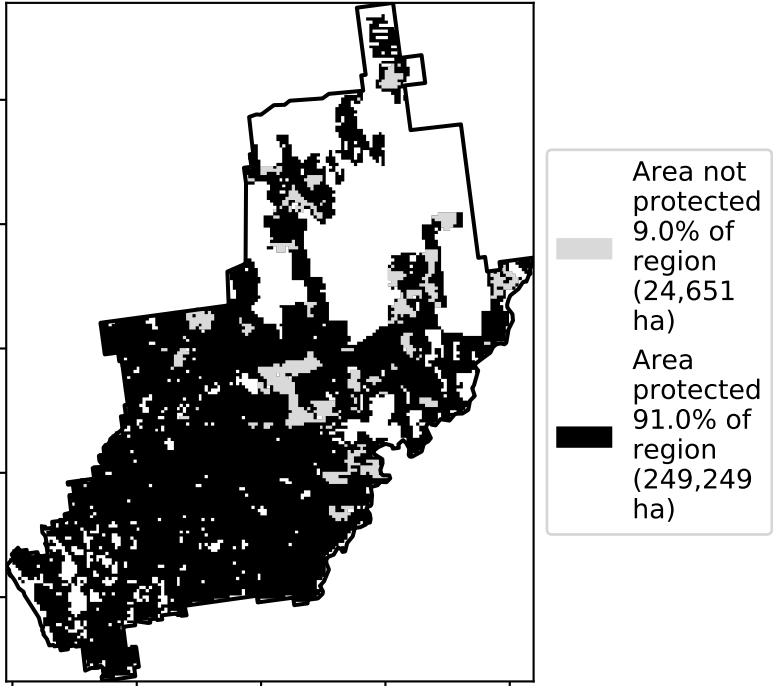 Area not
protected
9.0% of
region
(24,651
ha)
Area
protected
91.0% of
region
(249,249
ha)